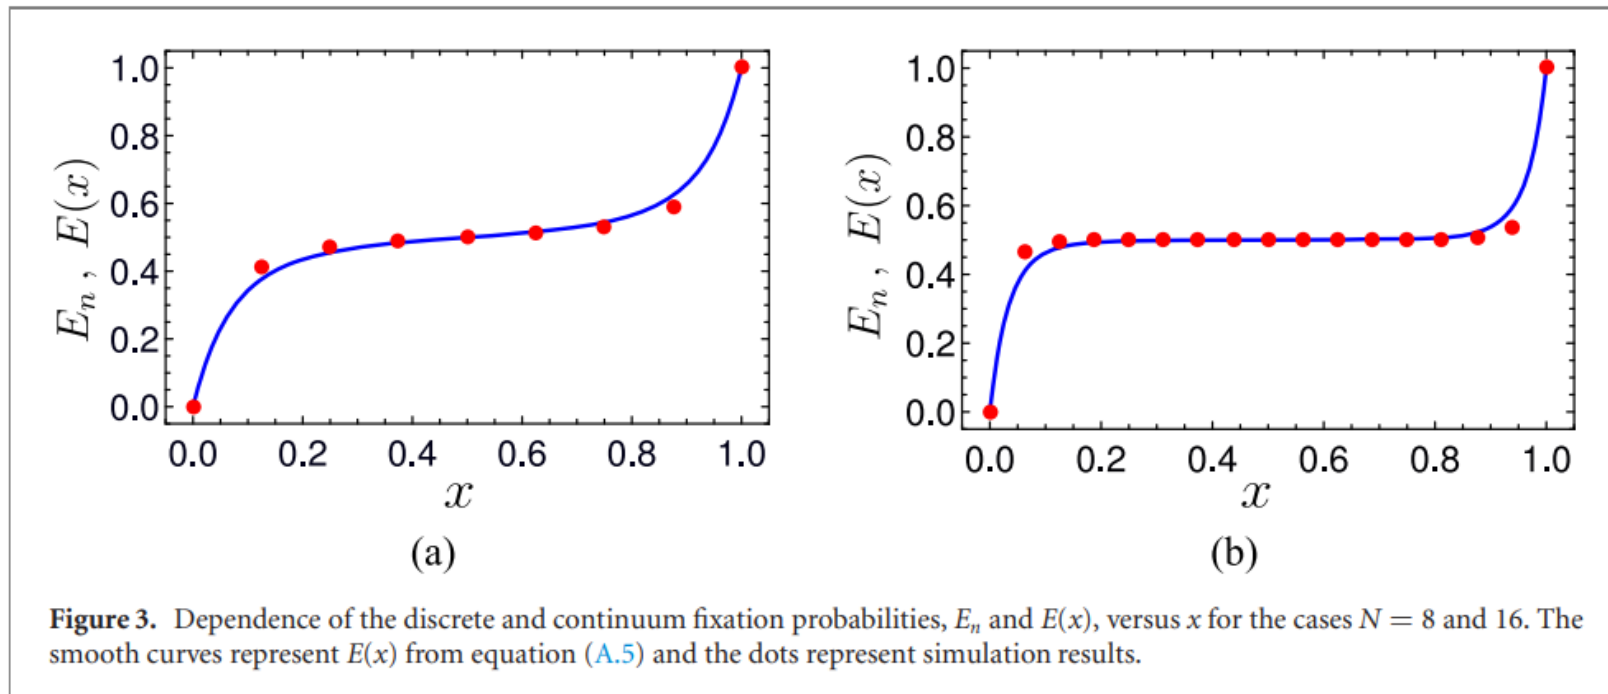 1.0
0.8
0.6
0.4
0.2
0.0
E_n , E(x)
0.0 0.2 0.4 0.6 0.8 1.0
x
(a)
1.0
0.8
0.6
0.4
0.2
0.0
E_n , E(x)
0.0 0.2 0.4 0.6 0.8 1.0
x
(b)
Figure 3. Dependence of the discrete and continuum fixation probabilities, E_n and E(x), versus x for the cases N = 8 and 16. The
smooth curves represent E(x) from equation (A.5) and the dots represent simulation results.